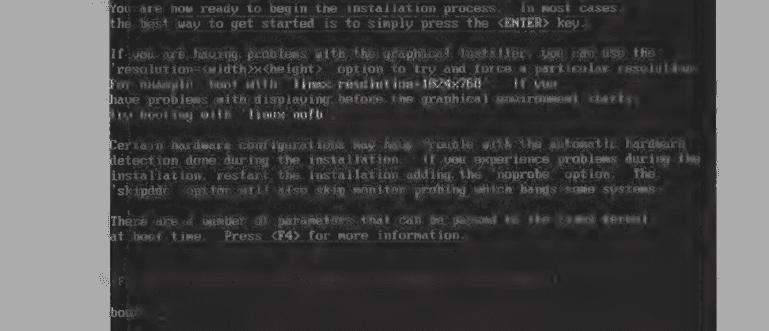 You are now ready to begin the installation process. In most cases,
the best way to get started is to simply press the <ENTER> key.
If you are having problems with the graphical installer, you can use the
'resolution=<width>x<height>' option to try and force a particular resolution.
For example, boot with 'linux resolution=1024x768'. If you
have problems with displaying before the graphical environment starts,
try booting with 'linux nofb'.
Certain hardware configurations may have trouble with the automatic hardware
detection done during the installation. If you experience problems during the
installation, restart the installation adding the 'noprobe' option. The
'skipddc' option will also skip monitor probing which hangs some systems.
There are a number of parameters that can be passed to the Linux kernel
at boot time. Press <F4> for more information.
boot: